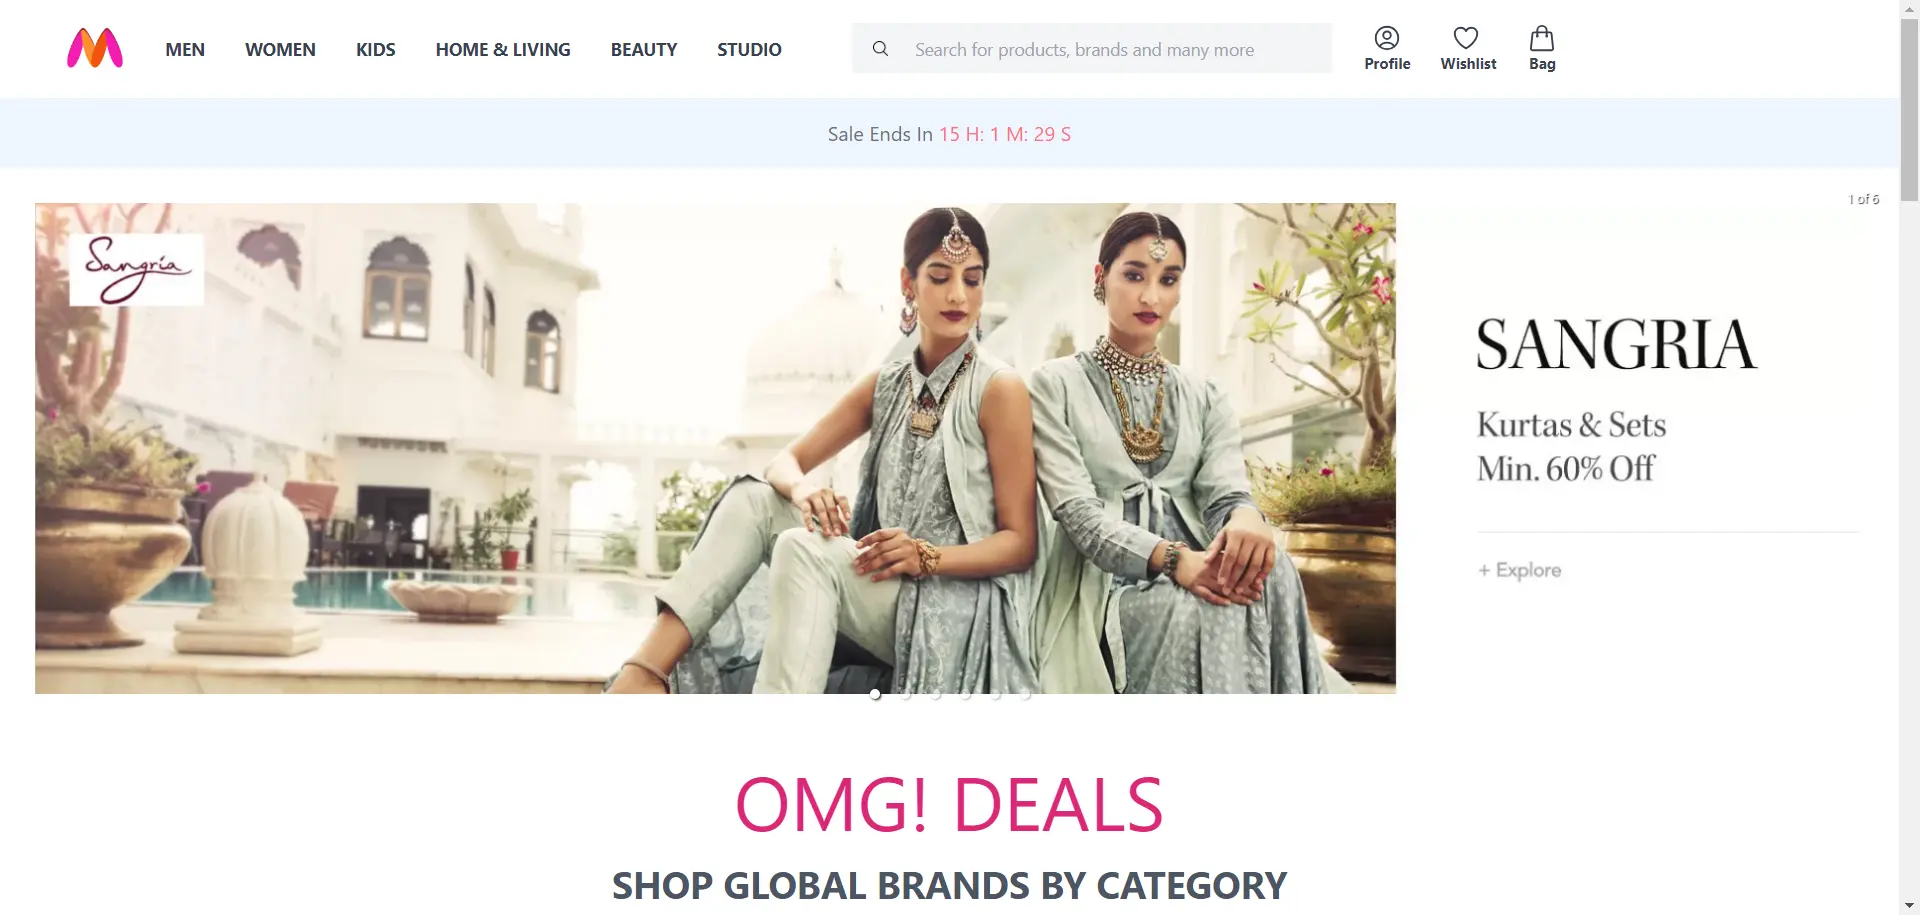 MEN WOMEN KIDS HOME & LIVING BEAUTY STUDIO
Search for products, brands and many more
Profile Wishlist Bag
Sale Ends In 15 H: 1 M: 29 S
1 of 6
Sangria
SANGRIA
Kurtas & Sets
Min. 60% Off
+ Explore
OMG! DEALS
SHOP GLOBAL BRANDS BY CATEGORY